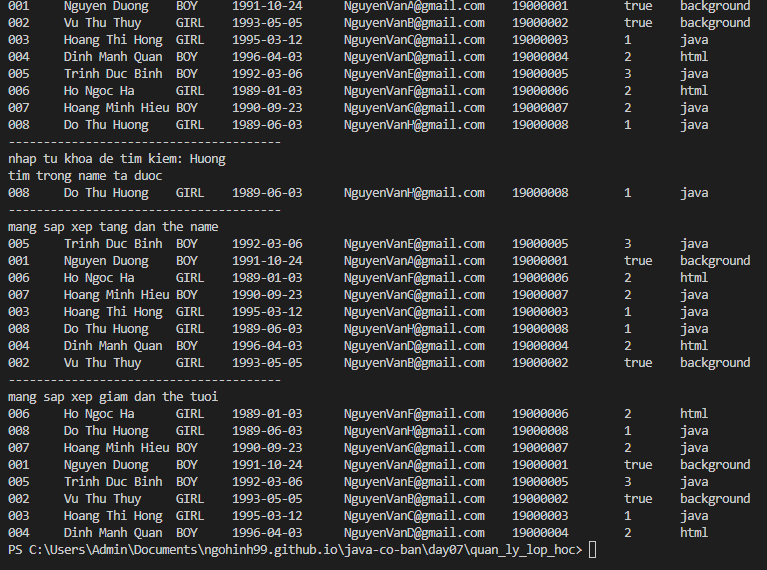 001 Nguyen Duong BOY 1991-10-24 NguyenVanA@gmail.com 19000001 true background
002 Vu Thu Thuy GIRL 1993-05-05 NguyenVanB@gmail.com 19000002 true background
003 Hoang Thi Hong GIRL 1995-03-12 NguyenVanC@gmail.com 19000003 1 java
004 Dinh Manh Quan BOY 1996-04-03 NguyenVanD@gmail.com 19000004 2 html
005 Trinh Duc Binh BOY 1992-03-06 NguyenVanE@gmail.com 19000005 3 java
006 Ho Ngoc Ha GIRL 1989-01-03 NguyenVanF@gmail.com 19000006 2 html
007 Hoang Minh Hieu BOY 1990-09-23 NguyenVanG@gmail.com 19000007 2 java
008 Do Thu Huong GIRL 1989-06-03 NguyenVanH@gmail.com 19000008 1 java
---------------------------------------
nhap tu khoa de tim kiem: Huong
tim trong name ta duoc
008 Do Thu Huong GIRL 1989-06-03 NguyenVanH@gmail.com 19000008 1 java
---------------------------------------
mang sap xep tang dan the name
005 Trinh Duc Binh BOY 1992-03-06 NguyenVanE@gmail.com 19000005 3 java
001 Nguyen Duong BOY 1991-10-24 NguyenVanA@gmail.com 19000001 true background
006 Ho Ngoc Ha GIRL 1989-01-03 NguyenVanF@gmail.com 19000006 2 html
007 Hoang Minh Hieu BOY 1990-09-23 NguyenVanG@gmail.com 19000007 2 java
003 Hoang Thi Hong GIRL 1995-03-12 NguyenVanC@gmail.com 19000003 1 java
008 Do Thu Huong GIRL 1989-06-03 NguyenVanH@gmail.com 19000008 1 java
004 Dinh Manh Quan BOY 1996-04-03 NguyenVanD@gmail.com 19000004 2 html
002 Vu Thu Thuy GIRL 1993-05-05 NguyenVanB@gmail.com 19000002 true background
---------------------------------------
mang sap xep giam dan the tuoi
006 Ho Ngoc Ha GIRL 1989-01-03 NguyenVanF@gmail.com 19000006 2 html
008 Do Thu Huong GIRL 1989-06-03 NguyenVanH@gmail.com 19000008 1 java
007 Hoang Minh Hieu BOY 1990-09-23 NguyenVanG@gmail.com 19000007 2 java
001 Nguyen Duong BOY 1991-10-24 NguyenVanA@gmail.com 19000001 true background
005 Trinh Duc Binh BOY 1992-03-06 NguyenVanE@gmail.com 19000005 3 java
002 Vu Thu Thuy GIRL 1993-05-05 NguyenVanB@gmail.com 19000002 true background
003 Hoang Thi Hong GIRL 1995-03-12 NguyenVanC@gmail.com 19000003 1 java
004 Dinh Manh Quan BOY 1996-04-03 NguyenVanD@gmail.com 19000004 2 html
PS C:\Users\Admin\Documents\ngohinh99.github.io\java-co-ban\day07\quan_ly_lop_hoc>